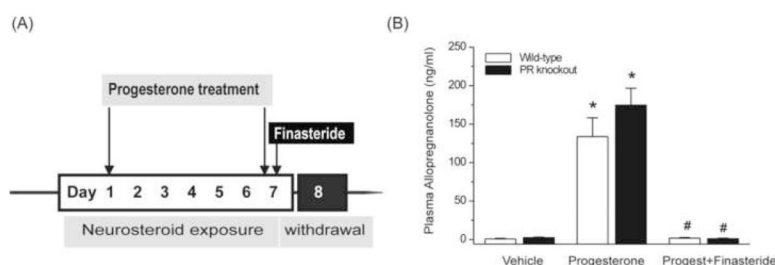 (A)
Progesterone treatment
Finasteride
Day 1 2 3 4 5 6 7 8
Neurosteroid exposure withdrawal
(B)
Plasma Allopregnanolone (ng/ml)
250
200
150
100
50
0
Wild-type
PR knockout
* *
# #
Vehicle Progesterone Progest+Finasteride